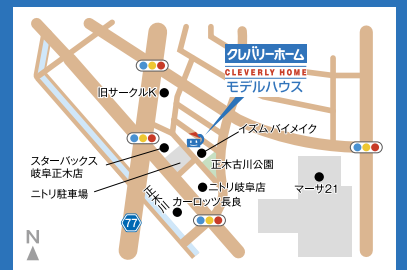 クレバリーホーム
CLEVERLY HOME
モデルハウス
旧サークルK
イズム バイメイク
スターバックス
岐阜正木店
正木古川公園
ニトリ駐車場
ニトリ岐阜店
マーサ21
正木川
カーロッツ長良
77
N